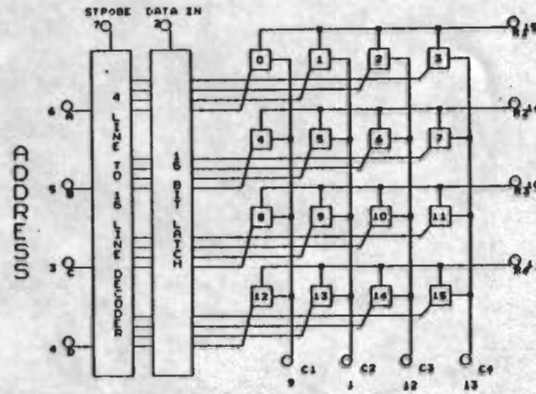 STROBE DATA IN
7 2
0 1 2 3
6 A
R2
4 5 6 7
5
8 9 10 11
R3
3 C
12 13 14 15
4 D
C1 C2 C3 C4
9 1 12 13
ADDRESS
4 LINE TO 16 LINE DECODER
16 BIT LATCH